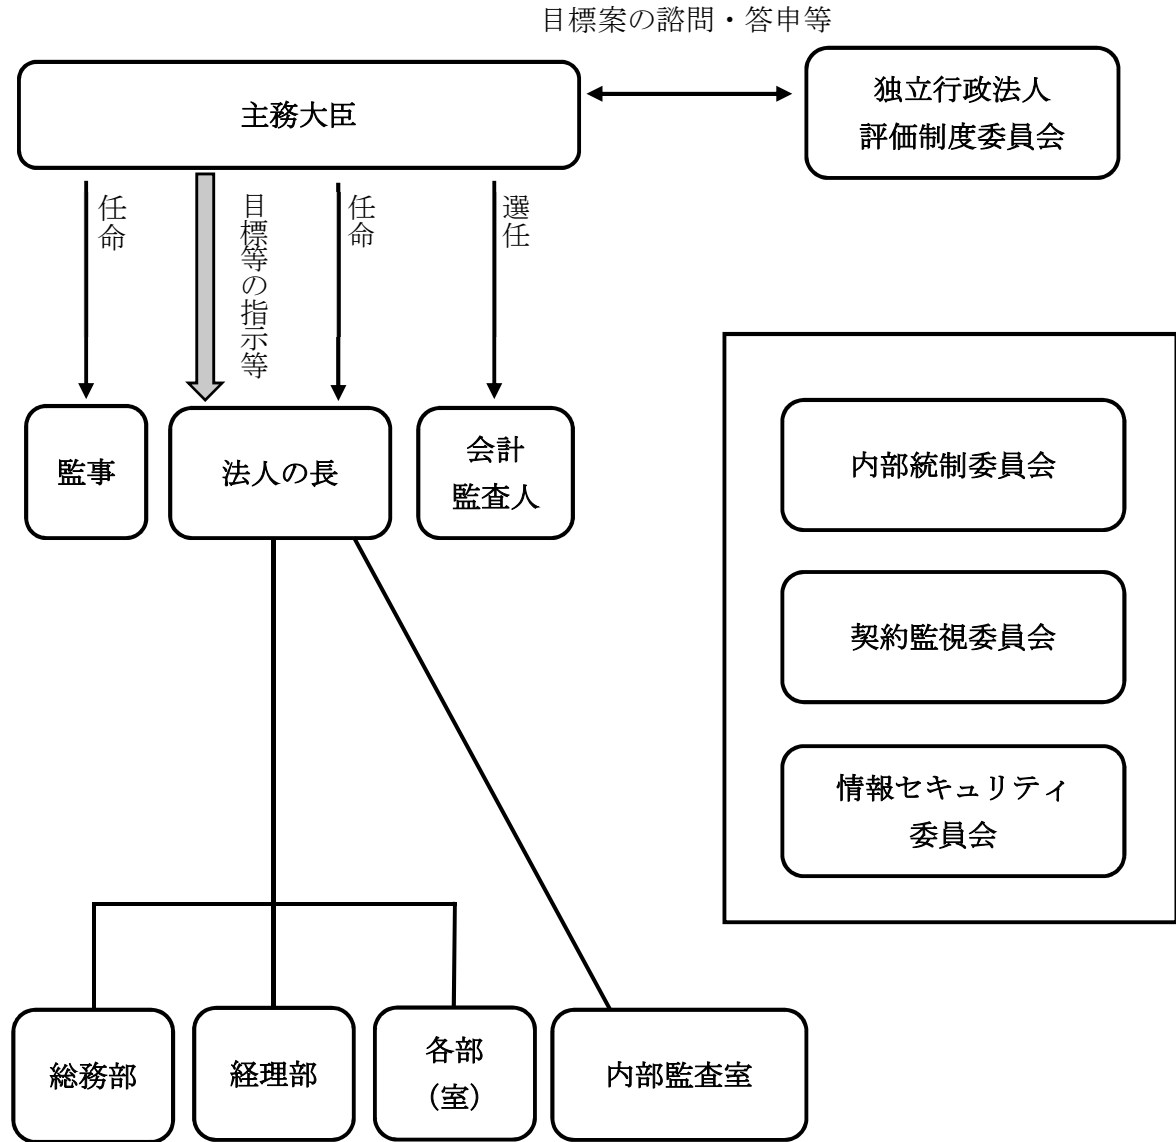 目標案の諮問・答申等
主務大臣
独立行政法人
評価制度委員会
任命
目標等の指示等
任命
選任
監事
法人の長
会計
監査人
内部統制委員会
契約監視委員会
情報セキュリティ
委員会
総務部
経理部
各部
（室）
内部監査室